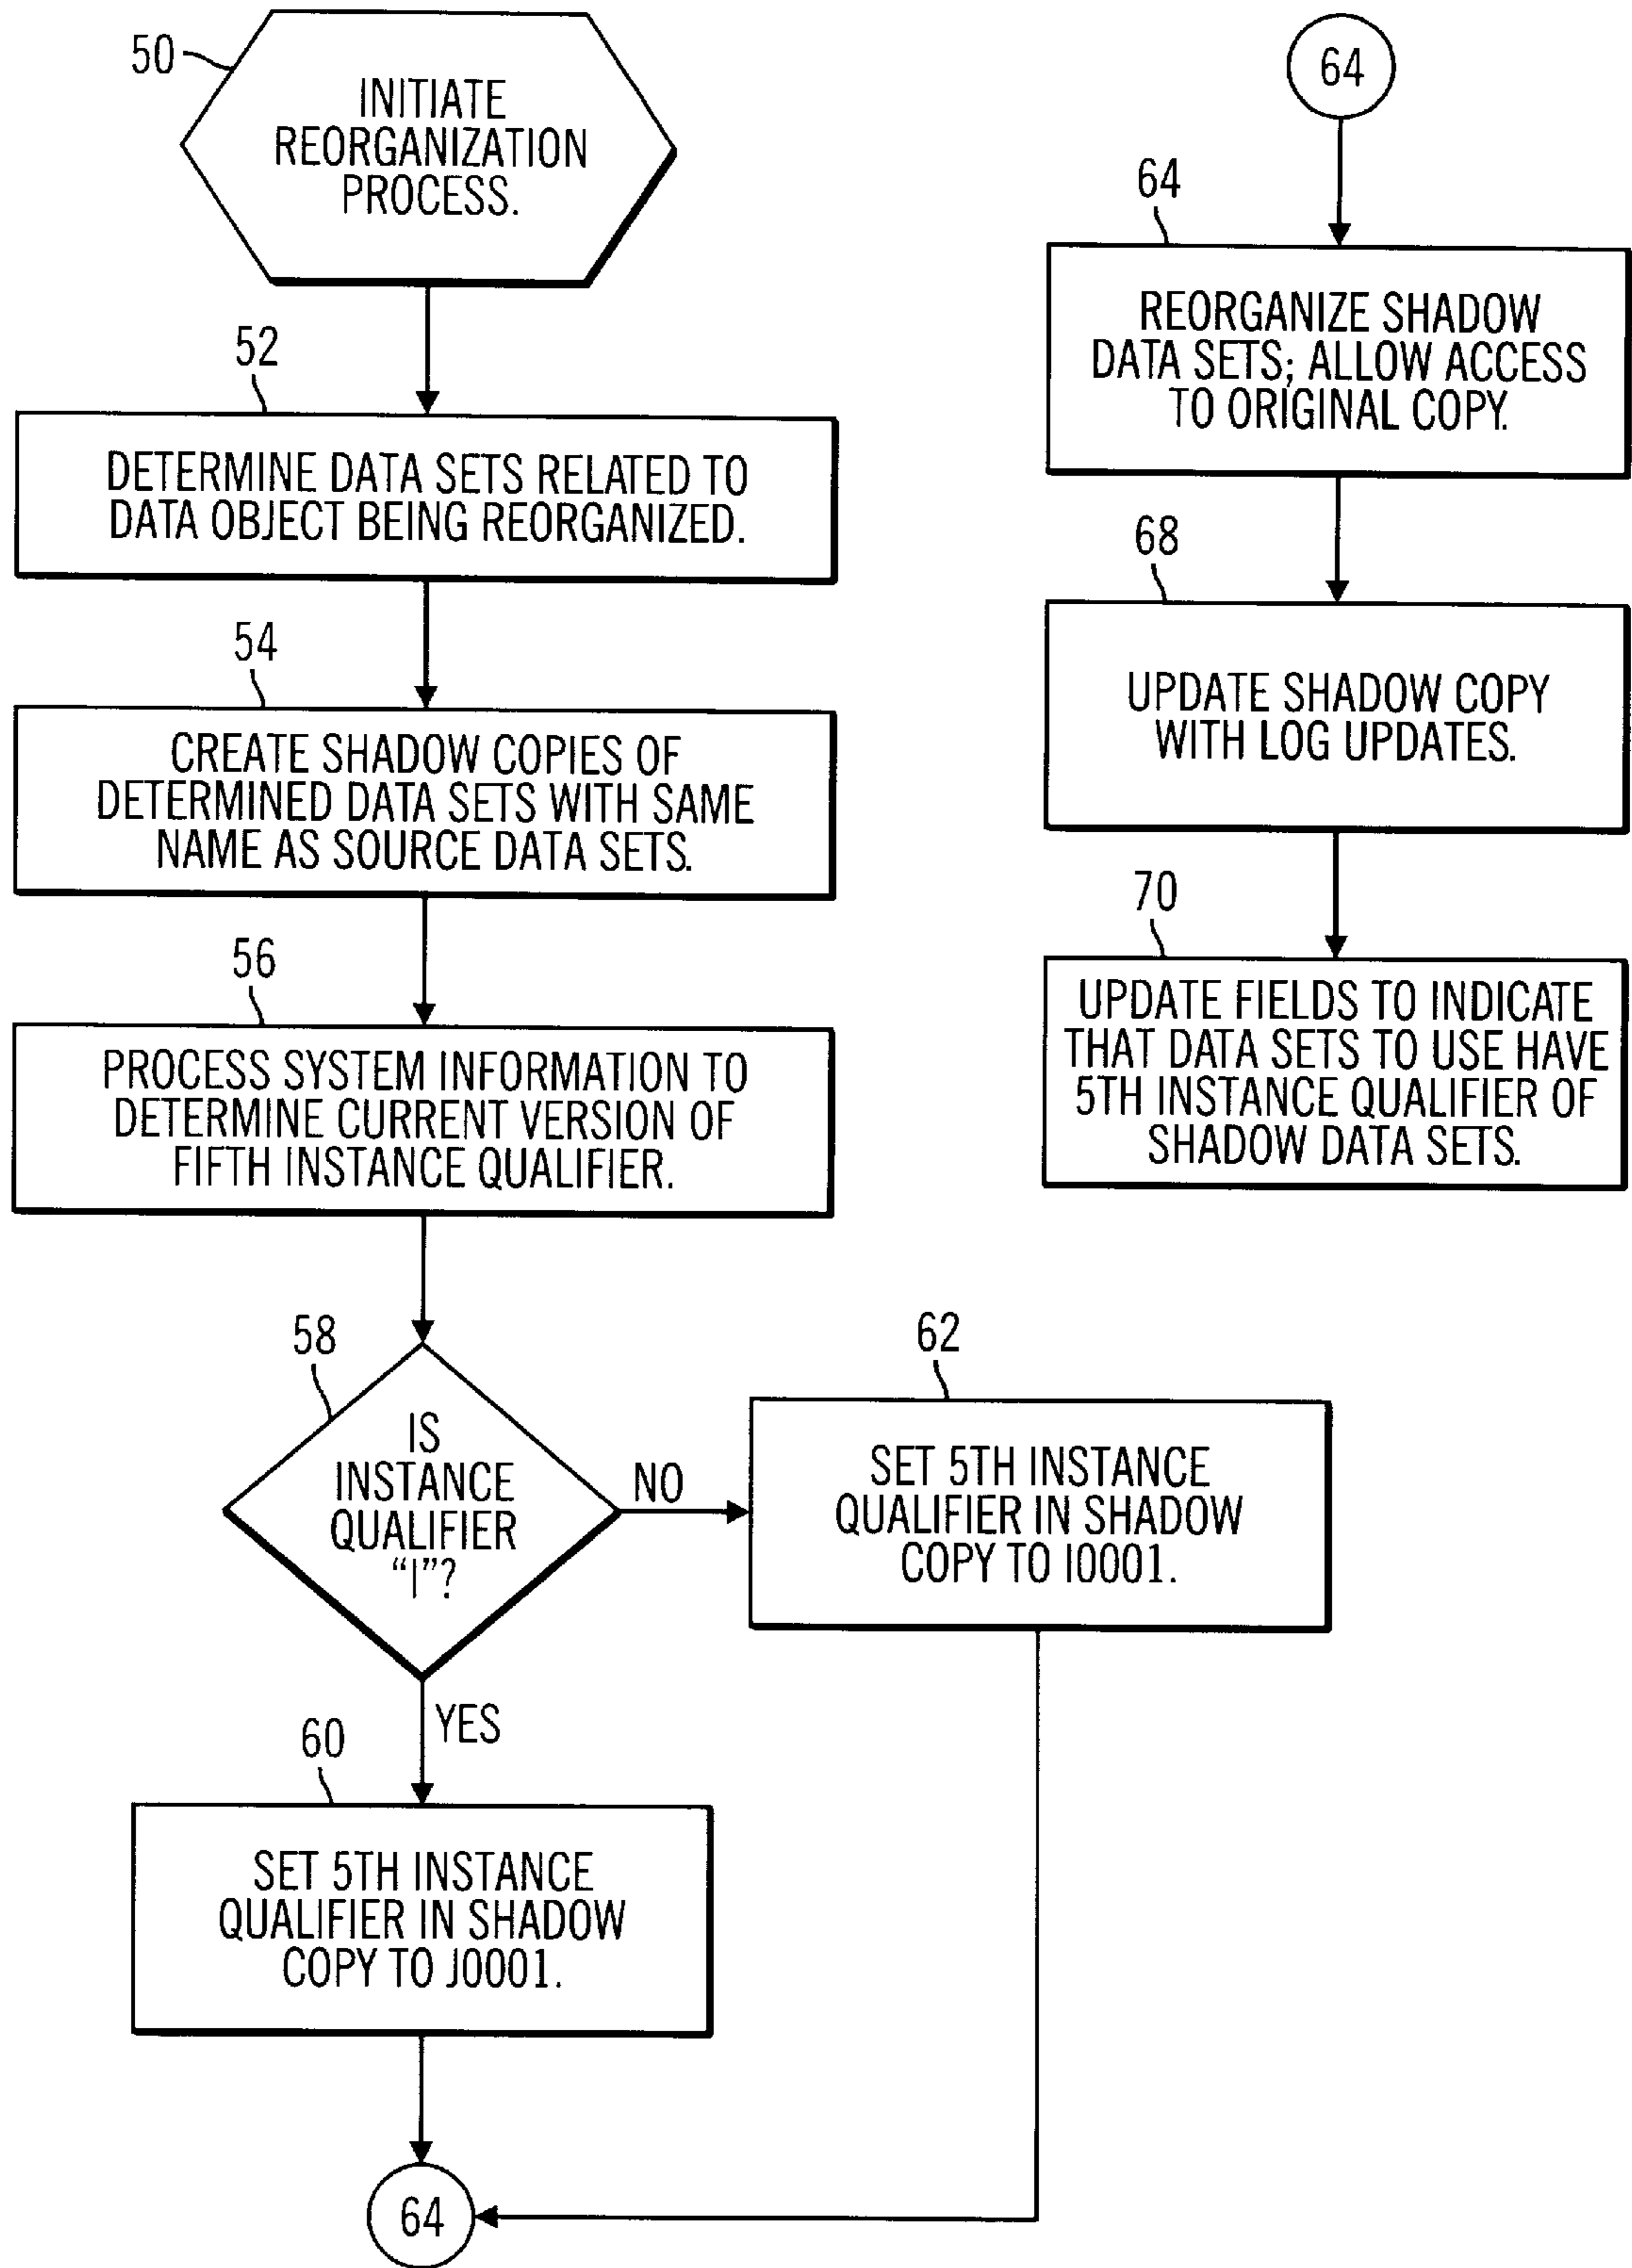 50
INITIATE
REORGANIZATION
PROCESS.
52
DETERMINE DATA SETS RELATED TO
DATA OBJECT BEING REORGANIZED.
54
CREATE SHADOW COPIES OF
DETERMINED DATA SETS WITH SAME
NAME AS SOURCE DATA SETS.
56
PROCESS SYSTEM INFORMATION TO
DETERMINE CURRENT VERSION OF
FIFTH INSTANCE QUALIFIER.
58
IS
INSTANCE
QUALIFIER
“I”?
NO
62
SET 5TH INSTANCE
QUALIFIER IN SHADOW
COPY TO I0001.
YES
60
SET 5TH INSTANCE
QUALIFIER IN SHADOW
COPY TO J0001.
64
64
64
REORGANIZE SHADOW
DATA SETS; ALLOW ACCESS
TO ORIGINAL COPY.
68
UPDATE SHADOW COPY
WITH LOG UPDATES.
70
UPDATE FIELDS TO INDICATE
THAT DATA SETS TO USE HAVE
5TH INSTANCE QUALIFIER OF
SHADOW DATA SETS.